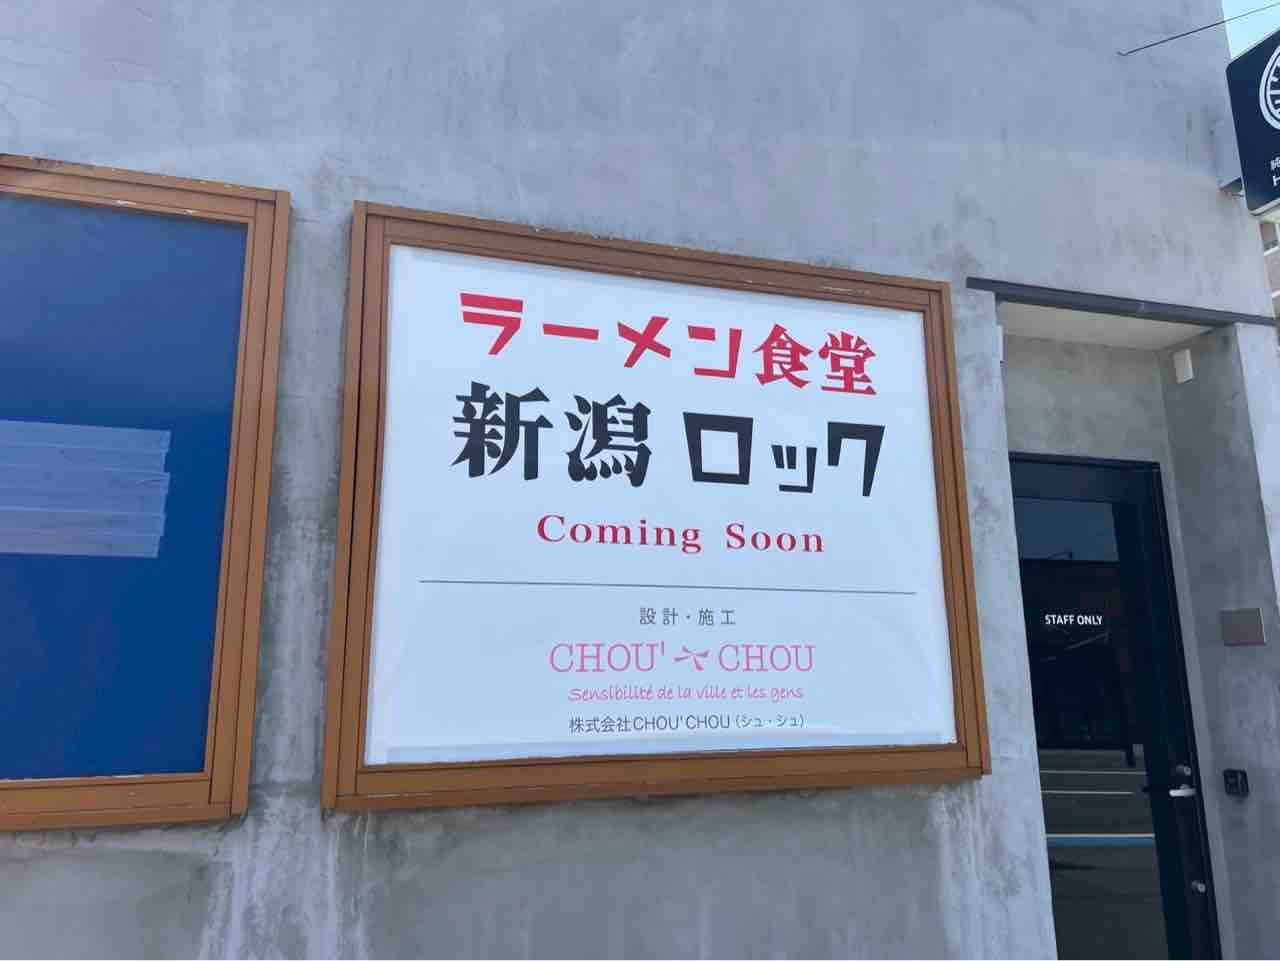 ラーメン食堂
新潟 ロック
Coming Soon
設計・施工
CHOU' CHOU
Sensibilité de la ville et les gens
株式会社CHOU'CHOU（シュ・シュ）
STAFF ONLY